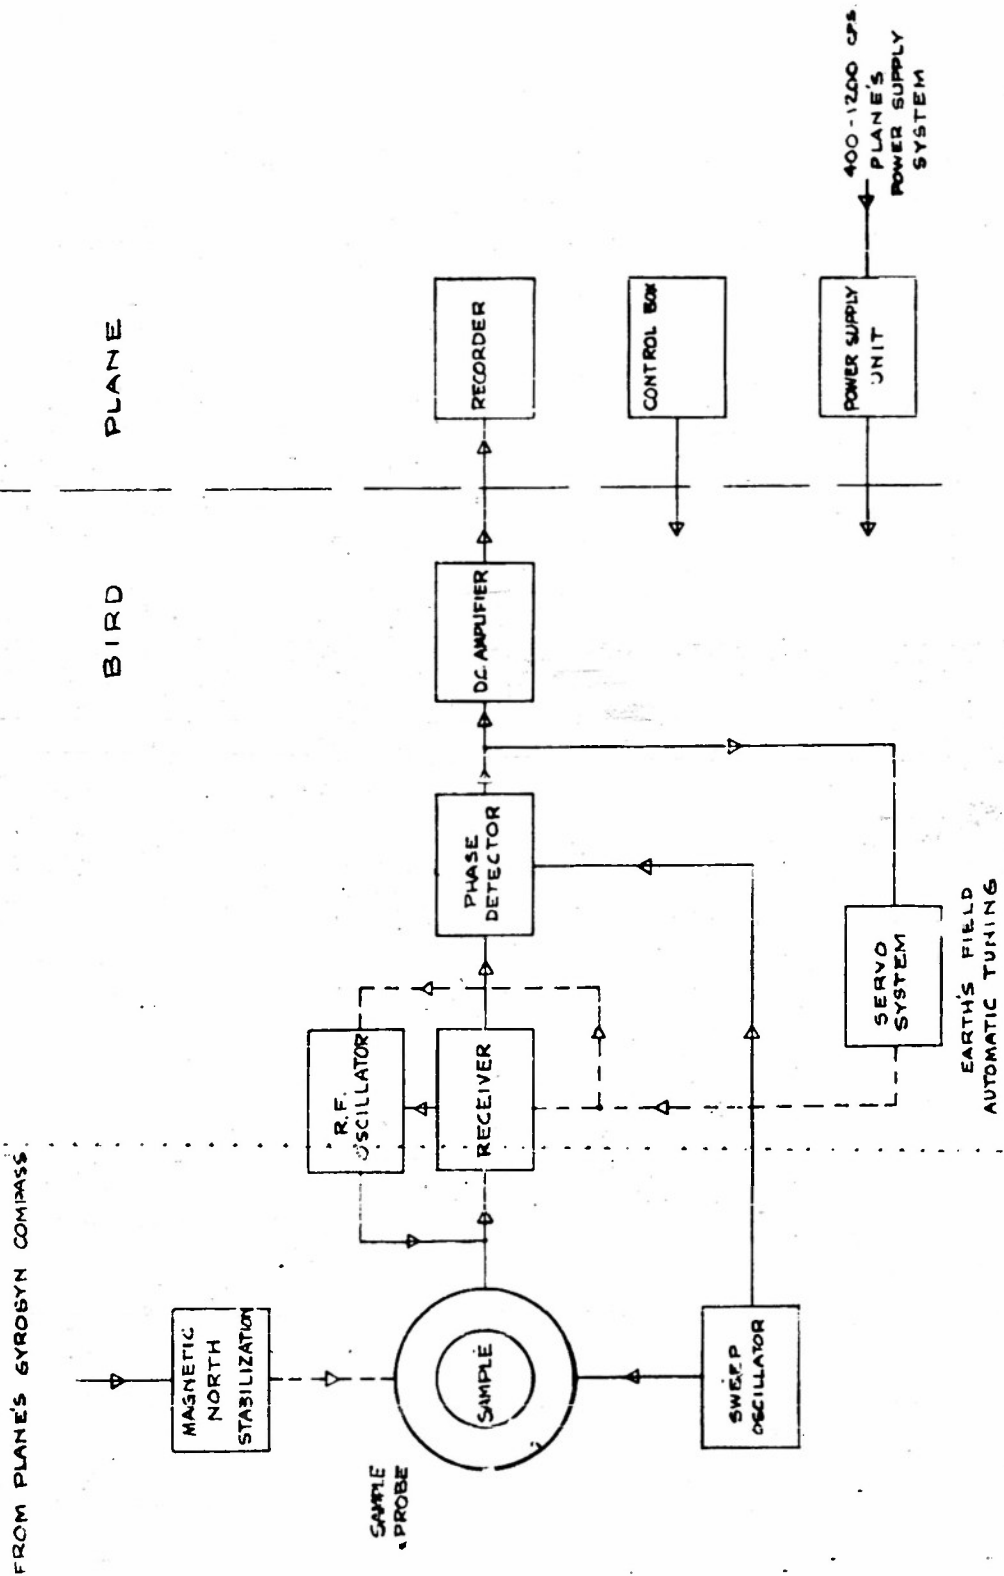 FROM PLANE'S GYROSYN COMPASS
BIRD
PLANE
MAGNETIC
NORTH
STABILIZATION
R.F.
OSCILLATOR
SAMPLE
PROBE
SAMPLE
RECEIVER
PHASE
DETECTOR
DC AMPLIFIER
RECORDER
CONTROL BOX
SWEEP
OSCILLATOR
SERVO
SYSTEM
EARTH'S FIELD
AUTOMATIC TUNING
POWER SUPPLY
UNIT
400-1200 CPS.
PLANE'S
POWER SUPPLY
SYSTEM